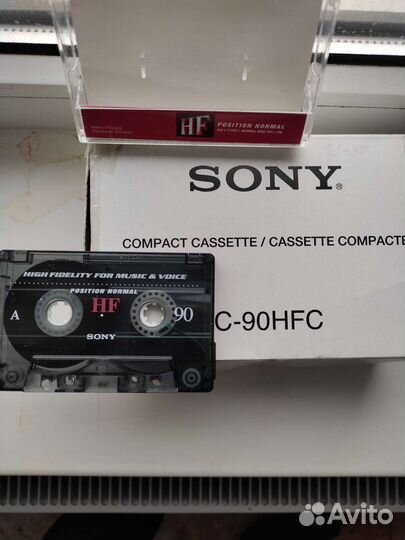 HF POSITION NORMAL
SONY®
COMPACT CASSETTE / CASSETTE COMPACTE
C-90HFC
HIGH FIDELITY FOR MUSIC & VOICE
POSITION NORMAL
A HF 90
SONY
Avito